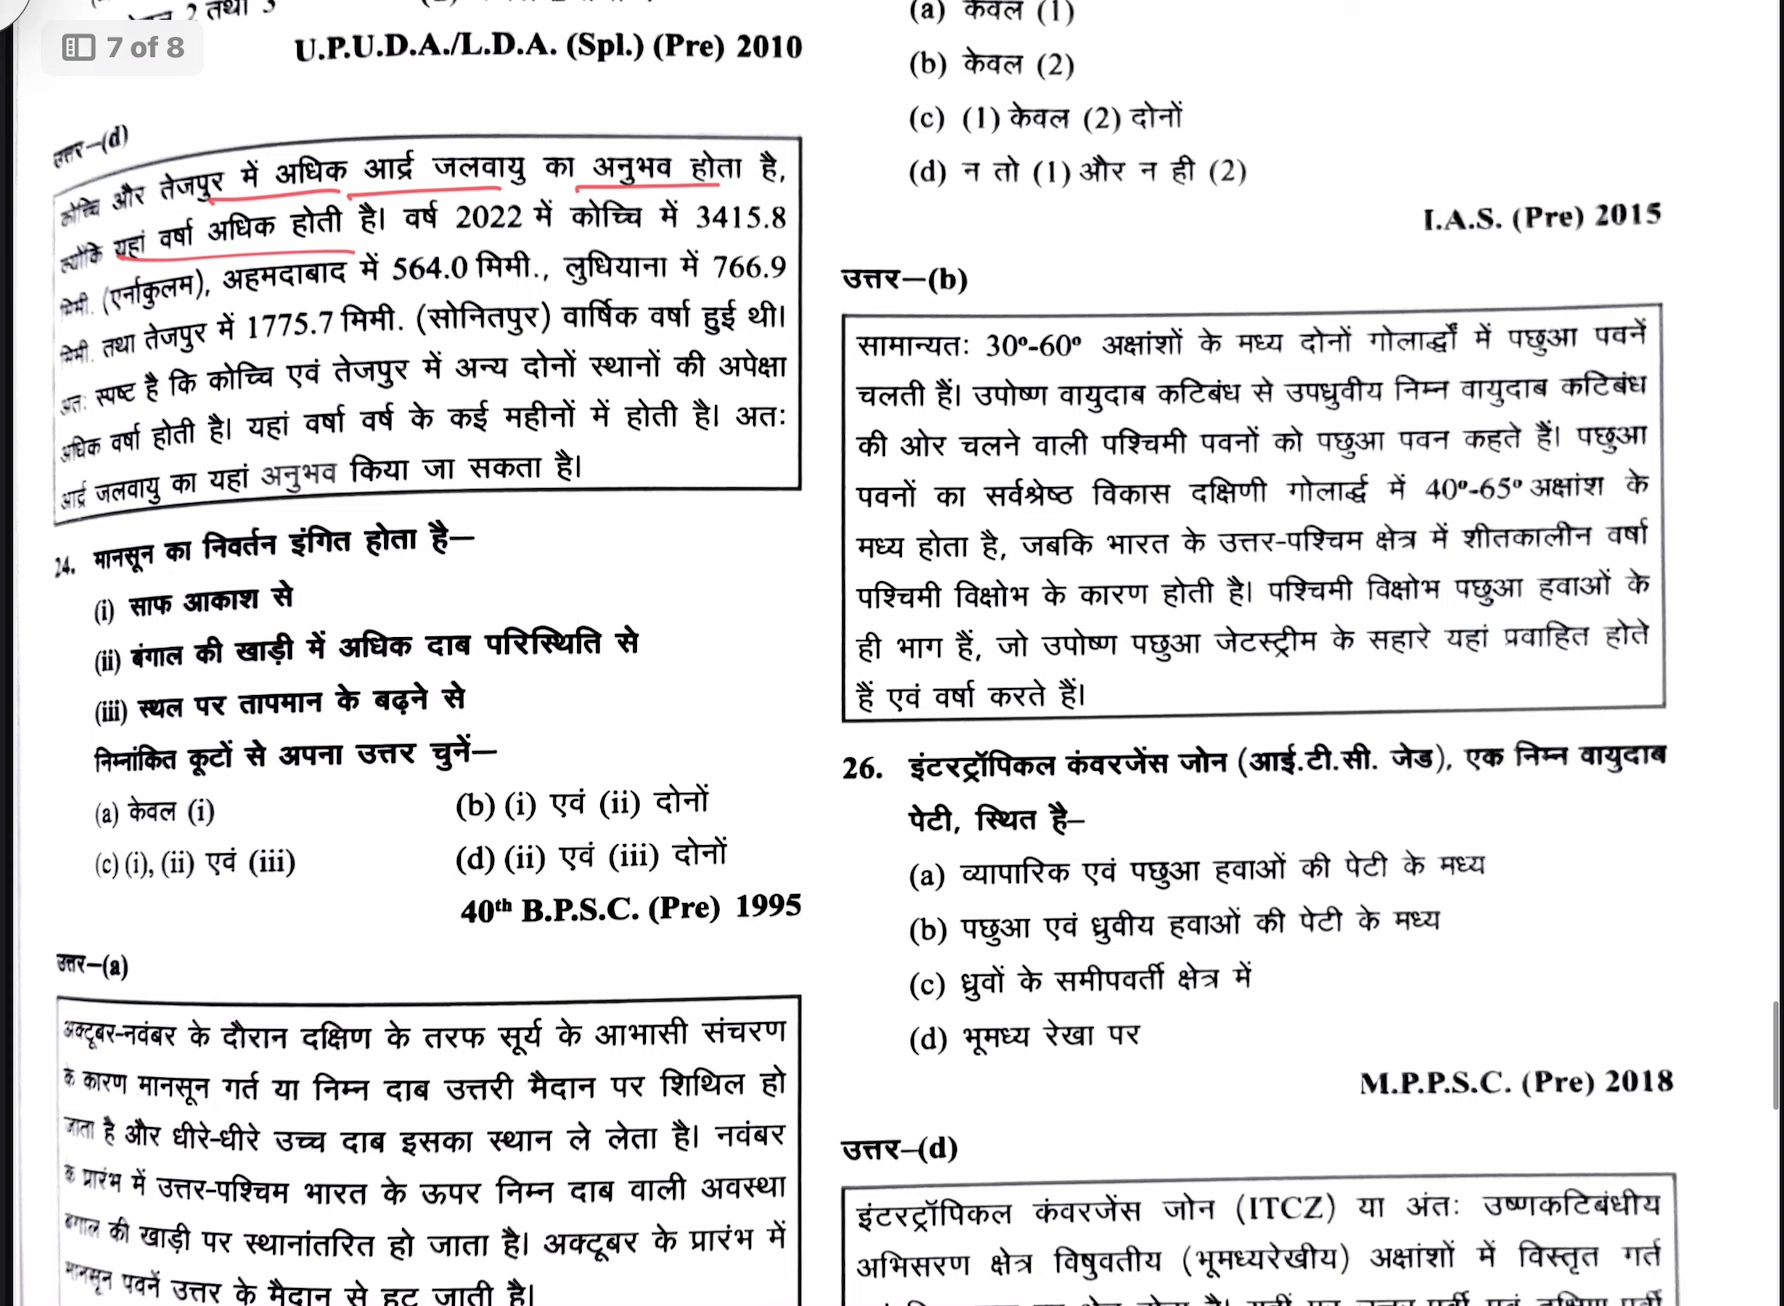 2 तथा 3
7 of 8
U.P.U.D.A./L.D.A. (Spl.) (Pre) 2010
उत्तर–(d)
कोच्चि और तेजपुर में अधिक आर्द्र जलवायु का अनुभव होता है,
क्योंकि यहां वर्षा अधिक होती है। वर्ष 2022 में कोच्चि में 3415.8
मिमी. (एर्नाकुलम), अहमदाबाद में 564.0 मिमी., लुधियाना में 766.9
मिमी. तथा तेजपुर में 1775.7 मिमी. (सोनितपुर) वार्षिक वर्षा हुई थी।
अतः स्पष्ट है कि कोच्चि एवं तेजपुर में अन्य दोनों स्थानों की अपेक्षा
अधिक वर्षा होती है। यहां वर्षा वर्ष के कई महीनों में होती है। अतः
आर्द्र जलवायु का यहां अनुभव किया जा सकता है।
24. मानसून का निवर्तन इंगित होता है–
(i) साफ आकाश से
(ii) बंगाल की खाड़ी में अधिक दाब परिस्थिति से
(iii) स्थल पर तापमान के बढ़ने से
निम्नांकित कूटों से अपना उत्तर चुनें–
(a) केवल (i)
(b) (i) एवं (ii) दोनों
(c) (i), (ii) एवं (iii)
(d) (ii) एवं (iii) दोनों
40th B.P.S.C. (Pre) 1995
उत्तर–(a)
अक्टूबर-नवंबर के दौरान दक्षिण के तरफ सूर्य के आभासी संचरण
के कारण मानसून गर्त या निम्न दाब उत्तरी मैदान पर शिथिल हो
जाता है और धीरे-धीरे उच्च दाब इसका स्थान ले लेता है। नवंबर
के प्रारंभ में उत्तर-पश्चिम भारत के ऊपर निम्न दाब वाली अवस्था
बंगाल की खाड़ी पर स्थानांतरित हो जाता है। अक्टूबर के प्रारंभ में
मानसून पवनें उत्तर के मैदान से हट जाती है।
(a) केवल (1)
(b) केवल (2)
(c) (1) केवल (2) दोनों
(d) न तो (1) और न ही (2)
I.A.S. (Pre) 2015
उत्तर–(b)
सामान्यतः 30º-60º अक्षांशों के मध्य दोनों गोलार्द्धों में पछुआ पवनें
चलती हैं। उपोष्ण वायुदाब कटिबंध से उपध्रुवीय निम्न वायुदाब कटिबंध
की ओर चलने वाली पश्चिमी पवनों को पछुआ पवन कहते हैं। पछुआ
पवनों का सर्वश्रेष्ठ विकास दक्षिणी गोलार्द्ध में 40º-65º अक्षांश के
मध्य होता है, जबकि भारत के उत्तर-पश्चिम क्षेत्र में शीतकालीन वर्षा
पश्चिमी विक्षोभ के कारण होती है। पश्चिमी विक्षोभ पछुआ हवाओं के
ही भाग हैं, जो उपोष्ण पछुआ जेटस्ट्रीम के सहारे यहां प्रवाहित होते
हैं एवं वर्षा करते हैं।
26. इंटरट्रॉपिकल कंवरजेंस जोन (आई.टी.सी. जेड), एक निम्न वायुदाब
पेटी, स्थित है–
(a) व्यापारिक एवं पछुआ हवाओं की पेटी के मध्य
(b) पछुआ एवं ध्रुवीय हवाओं की पेटी के मध्य
(c) ध्रुवों के समीपवर्ती क्षेत्र में
(d) भूमध्य रेखा पर
M.P.P.S.C. (Pre) 2018
उत्तर–(d)
इंटरट्रॉपिकल कंवरजेंस जोन (ITCZ) या अंतः उष्णकटिबंधीय
अभिसरण क्षेत्र विषुवतीय (भूमध्यरेखीय) अक्षांशों में विस्तृत गर्त